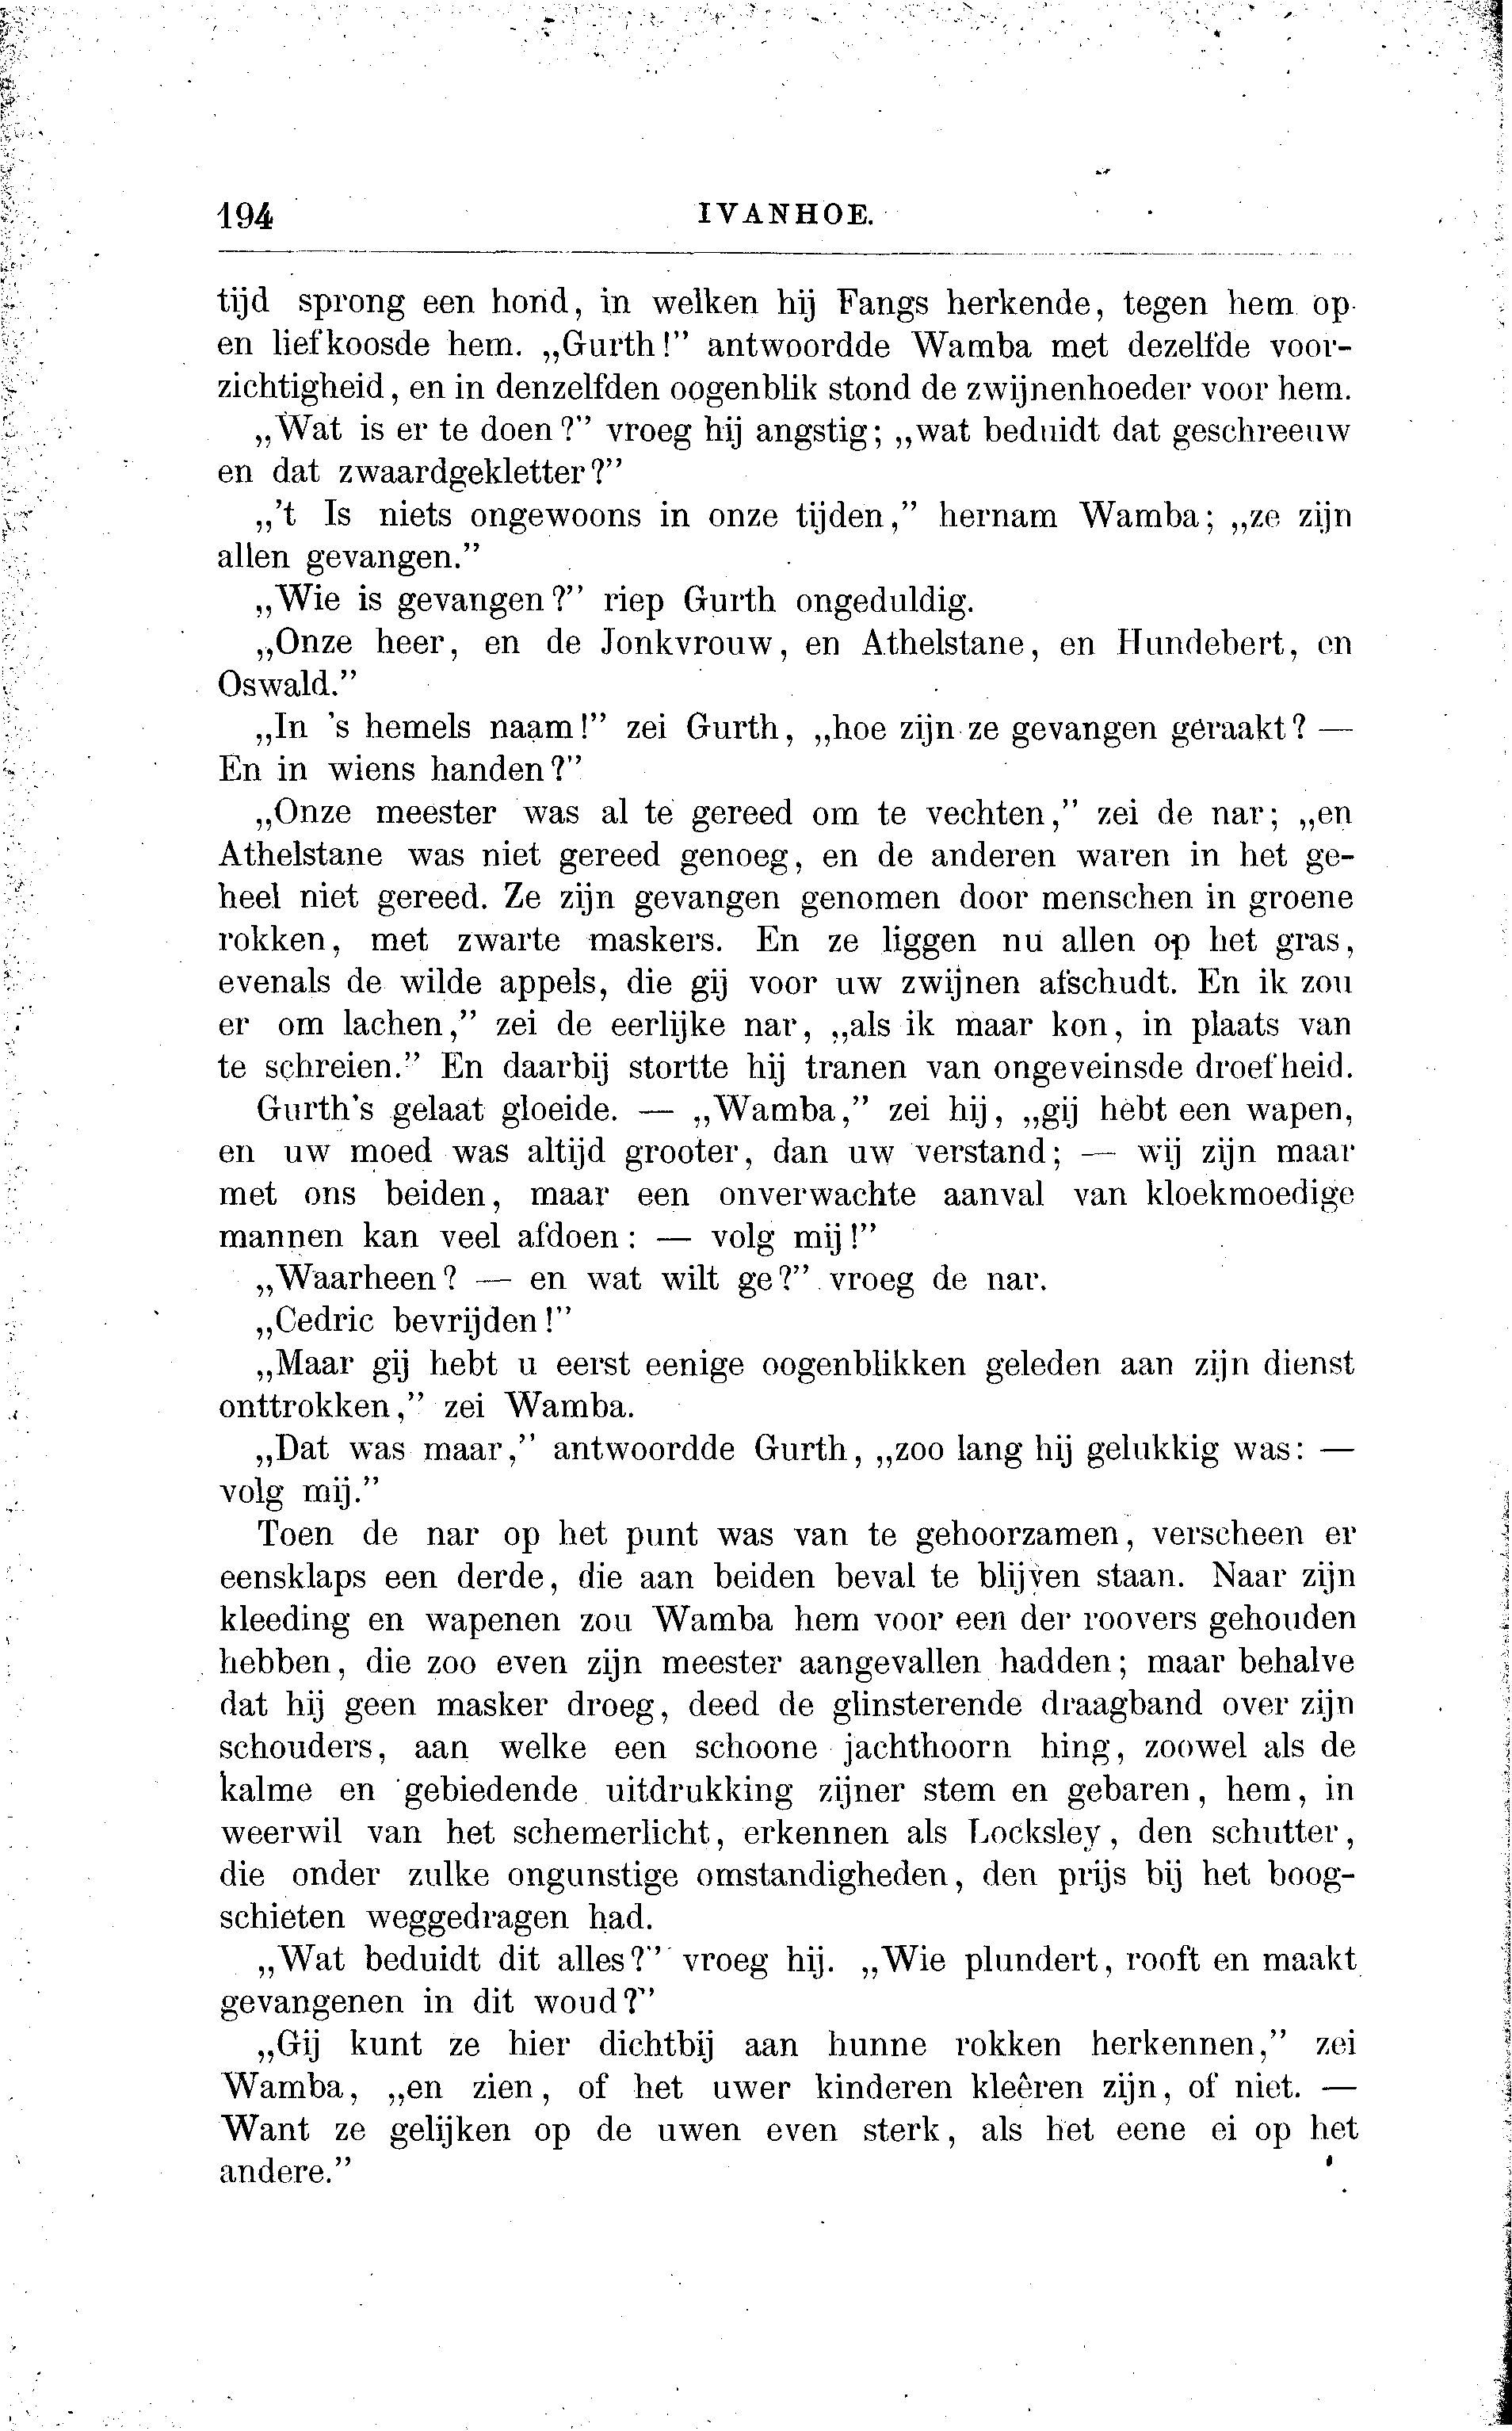 194 IVANHOE.
tijd sprong een hond, in welken hij Fangs herkende, tegen hem op
en liefkoosde hem. „Gurth!” antwoordde Wamba met dezelfde voor-
zichtigheid, en in denzelfden oogenblik stond de zwijnenhoeder voor hem.
„Wat is er te doen?” vroeg hij angstig; „wat beduidt dat geschreeuw
en dat zwaardgekletter?”
„'t Is niets ongewoons in onze tijden,” hernam Wamba; „ze zijn
allen gevangen.”
„Wie is gevangen?” riep Gurth ongeduldig.
„Onze heer, en de Jonkvrouw, en Athelstane, en Hundebert, en
Oswald.”
„In 's hemels naam!” zei Gurth, „hoe zijn ze gevangen geraakt? —
En in wiens handen?”
„Onze meester was al te gereed om te vechten,” zei de nar; „en
Athelstane was niet gereed genoeg, en de anderen waren in het ge-
heel niet gereed. Ze zijn gevangen genomen door menschen in groene
rokken, met zwarte maskers. En ze liggen nu allen op het gras,
evenals de wilde appels, die gij voor uw zwijnen afschudt. En ik zou
er om lachen,” zei de eerlijke nar, „als ik maar kon, in plaats van
te schreien.” En daarbij stortte hij tranen van ongeveinsde droefheid.
Gurth's gelaat gloeide. — „Wamba,” zei hij, „gij hebt een wapen,
en uw moed was altijd grooter, dan uw verstand; — wij zijn maar
met ons beiden, maar een onverwachte aanval van kloekmoedige
mannen kan veel afdoen: — volg mij!”
„Waarheen? — en wat wilt ge?” vroeg de nar.
„Cedric bevrijden!”
„Maar gij hebt u eerst eenige oogenblikken geleden aan zijn dienst
onttrokken,” zei Wamba.
„Dat was maar,” antwoordde Gurth, „zoo lang hij gelukkig was: —
volg mij.”
Toen de nar op het punt was van te gehoorzamen, verscheen er
eensklaps een derde, die aan beiden beval te blijven staan. Naar zijn
kleeding en wapenen zou Wamba hem voor een der roovers gehouden
hebben, die zoo even zijn meester aangevallen hadden; maar behalve
dat hij geen masker droeg, deed de glinsterende draagband over zijn
schouders, aan welke een schoone jachthoorn hing, zoowel als de
kalme en gebiedende uitdrukking zijner stem en gebaren, hem, in
weerwil van het schemerlicht, erkennen als Locksley, den schutter,
die onder zulke ongunstige omstandigheden, den prijs bij het boog-
schieten weggedragen had.
„Wat beduidt dit alles?” vroeg hij. „Wie plundert, rooft en maakt
gevangenen in dit woud?”
„Gij kunt ze hier dichtbij aan hunne rokken herkennen,” zei
Wamba, „en zien, of het uwer kinderen kleêren zijn, of niet. —
Want ze gelijken op de uwen even sterk, als het eene ei op het
andere.”